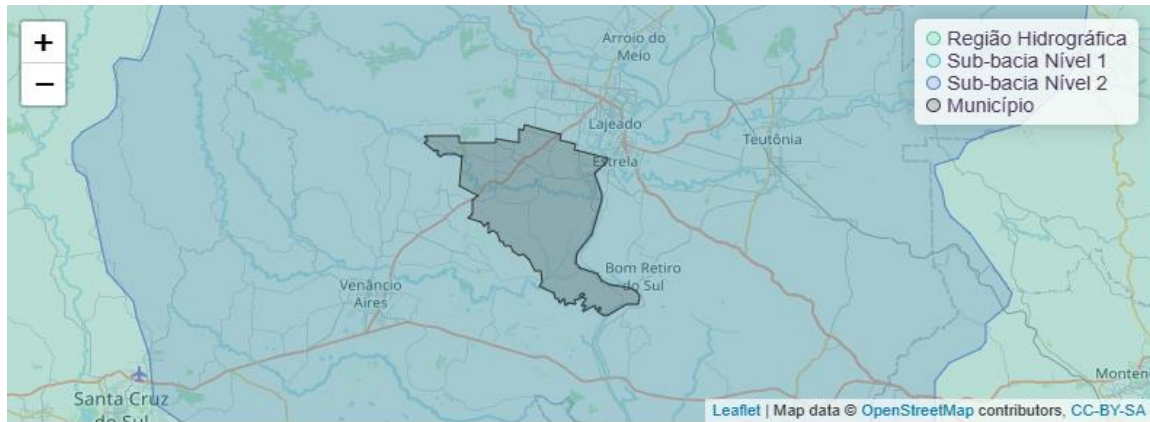 +
−
Região Hidrográfica
Sub-bacia Nível 1
Sub-bacia Nível 2
Município
Arroio do
Meio
Lajeado
Estrela
Teutônia
Bom Retiro
do Sul
Venâncio
Aires
Santa Cruz
do Sul
Monten
Leaflet | Map data © OpenStreetMap contributors, CC-BY-SA